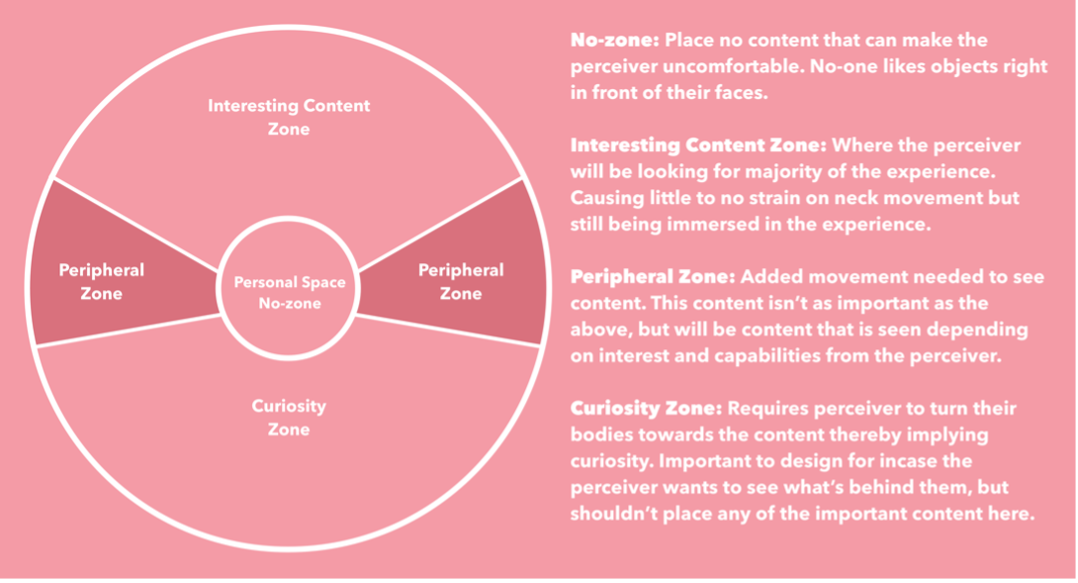 Interesting Content
Zone
Peripheral
Zone
Personal Space
No-zone
Peripheral
Zone
Curiosity
Zone
No-zone: Place no content that can make the
perceiver uncomfortable. No-one likes objects right
in front of their faces.
Interesting Content Zone: Where the perceiver
will be looking for majority of the experience.
Causing little to no strain on neck movement but
still being immersed in the experience.
Peripheral Zone: Added movement needed to see
content. This content isn’t as important as the
above, but will be content that is seen depending
on interest and capabilities from the perceiver.
Curiosity Zone: Requires perceiver to turn their
bodies towards the content thereby implying
curiosity. Important to design for incase the
perceiver wants to see what’s behind them, but
shouldn’t place any of the important content here.